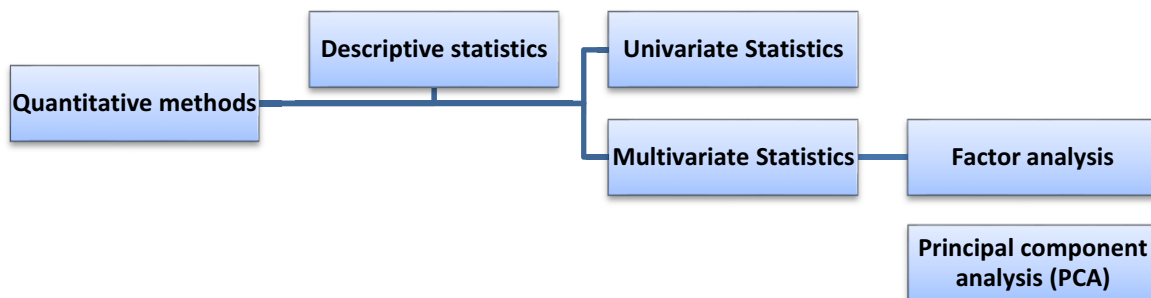 Descriptive statistics
Univariate Statistics
Quantitative methods
Multivariate Statistics
Factor analysis
Principal component
analysis (PCA)